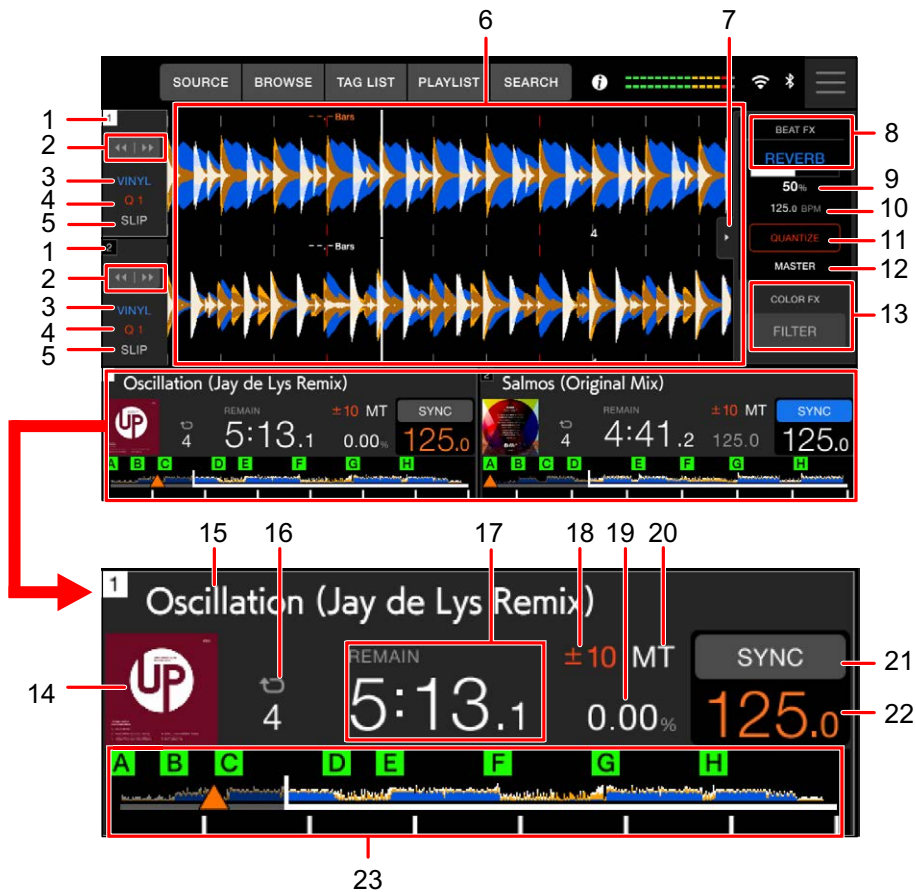 6 7
SOURCE BROWSE TAG LIST PLAYLIST SEARCH i
1 1
2
3 VINYL
4 Q 1
5 SLIP
1 2
2
3 VINYL
4 Q 1
5 SLIP
--.- Bars
4
--.- Bars
4
BEAT FX 8
REVERB
50% 9
125.0 BPM 10
QUANTIZE 11
MASTER 12
COLOR FX 13
FILTER
Oscillation (Jay de Lys Remix)
UP
4
REMAIN
5:13.1
±10 MT
0.00%
SYNC
125.0
A B C D E F G H
2 Salmos (Original Mix)
4
REMAIN
4:41.2
±10 MT
125.0
SYNC
125.0
A B C D E F G H
15 16 17 18 19 20
1 Oscillation (Jay de Lys Remix)
14 UP
4
REMAIN
5:13.1
±10 MT
0.00%
SYNC 21
125.0 22
A B C D E F G H
23